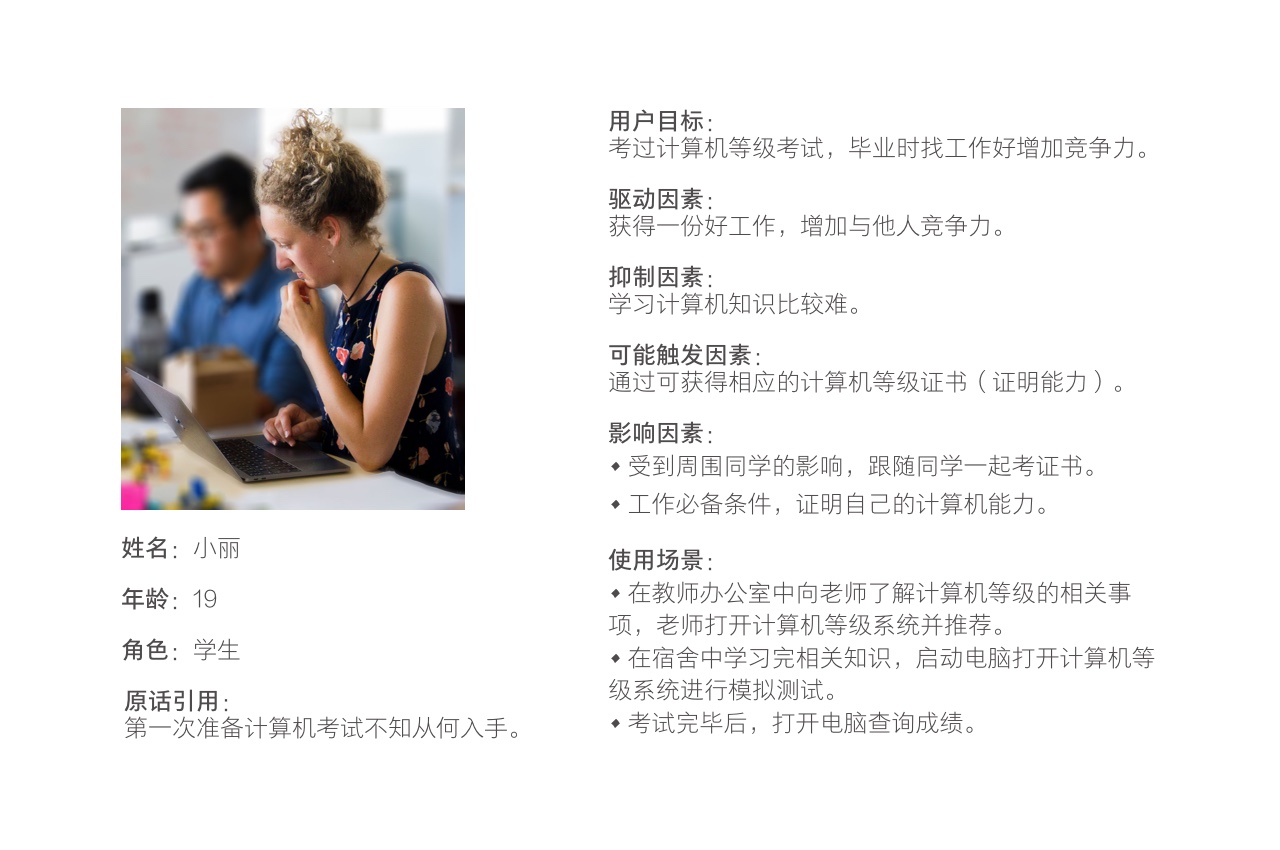 姓名：小丽
年龄：19
角色：学生
原话引用：
第一次准备计算机考试不知从何入手。
用户目标：
考过计算机等级考试，毕业时找工作好增加竞争力。
驱动因素：
获得一份好工作，增加与他人竞争力。
抑制因素：
学习计算机知识比较难。
可能触发因素：
通过可获得相应的计算机等级证书（证明能力）。
影响因素：
◆ 受到周围同学的影响，跟随同学一起考证书。
◆ 工作必备条件，证明自己的计算机能力。
使用场景：
◆ 在教师办公室中向老师了解计算机等级的相关事
项，老师打开计算机等级系统并推荐。
◆ 在宿舍中学习完相关知识，启动电脑打开计算机等
级系统进行模拟测试。
◆ 考试完毕后，打开电脑查询成绩。